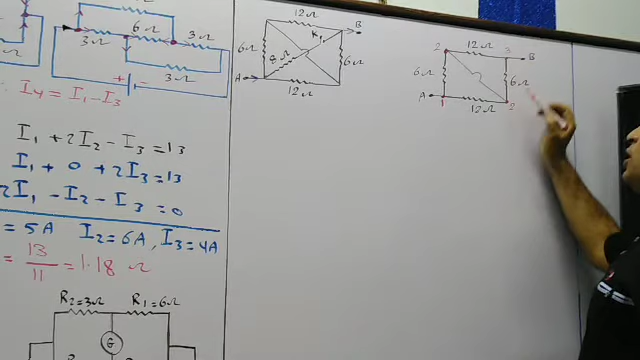 3Ω 6Ω 3Ω
3Ω
+ -
I₄ = I₁ - I₃
I₁ + 2I₂ - I₃ = 13
I₁ + 0 + 2I₃ = 13
2I₁ - I₂ - I₃ = 0
= 5A I₂ = 6A, I₃ = 4A
= 13/11 = 1.18 Ω
R₂=3Ω R₁=6Ω
G
12Ω
B
6Ω
6Ω
A
12Ω
2 12Ω 3 B
6Ω 6Ω
A 1 12Ω 2